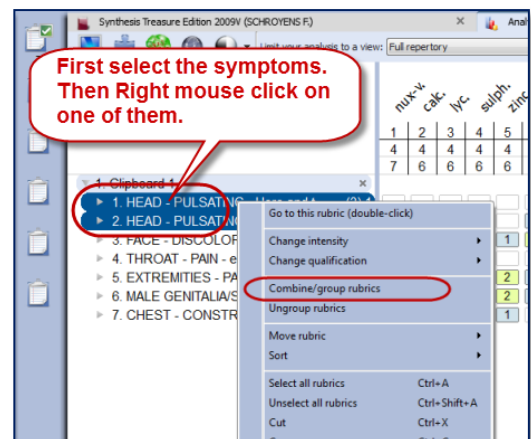 Synthesis Treasure Edition 2009V (SCHROYENS F.)
Limit your analysis to a view: Full repertory
First select the symptoms.
Then Right mouse click on
one of them.
nux-v. calc. lyc. sulph. zinc
1 2 3 4 5
4 4 4 4 4
7 6 6 6 6
1. Clipboard 1
1. HEAD - PULSATING
2. HEAD - PULSATING
3. FACE - DISCOLOR
4. THROAT - PAIN - e
5. EXTREMITIES - PA
6. MALE GENITALIA/S
7. CHEST - CONSTR
1
2
2
1
Go to this rubric (double-click)
Change intensity
Change qualification
Combine/group rubrics
Ungroup rubrics
Move rubric
Sort
Select all rubrics Ctrl+A
Unselect all rubrics Ctrl+Shift+A
Cut Ctrl+X